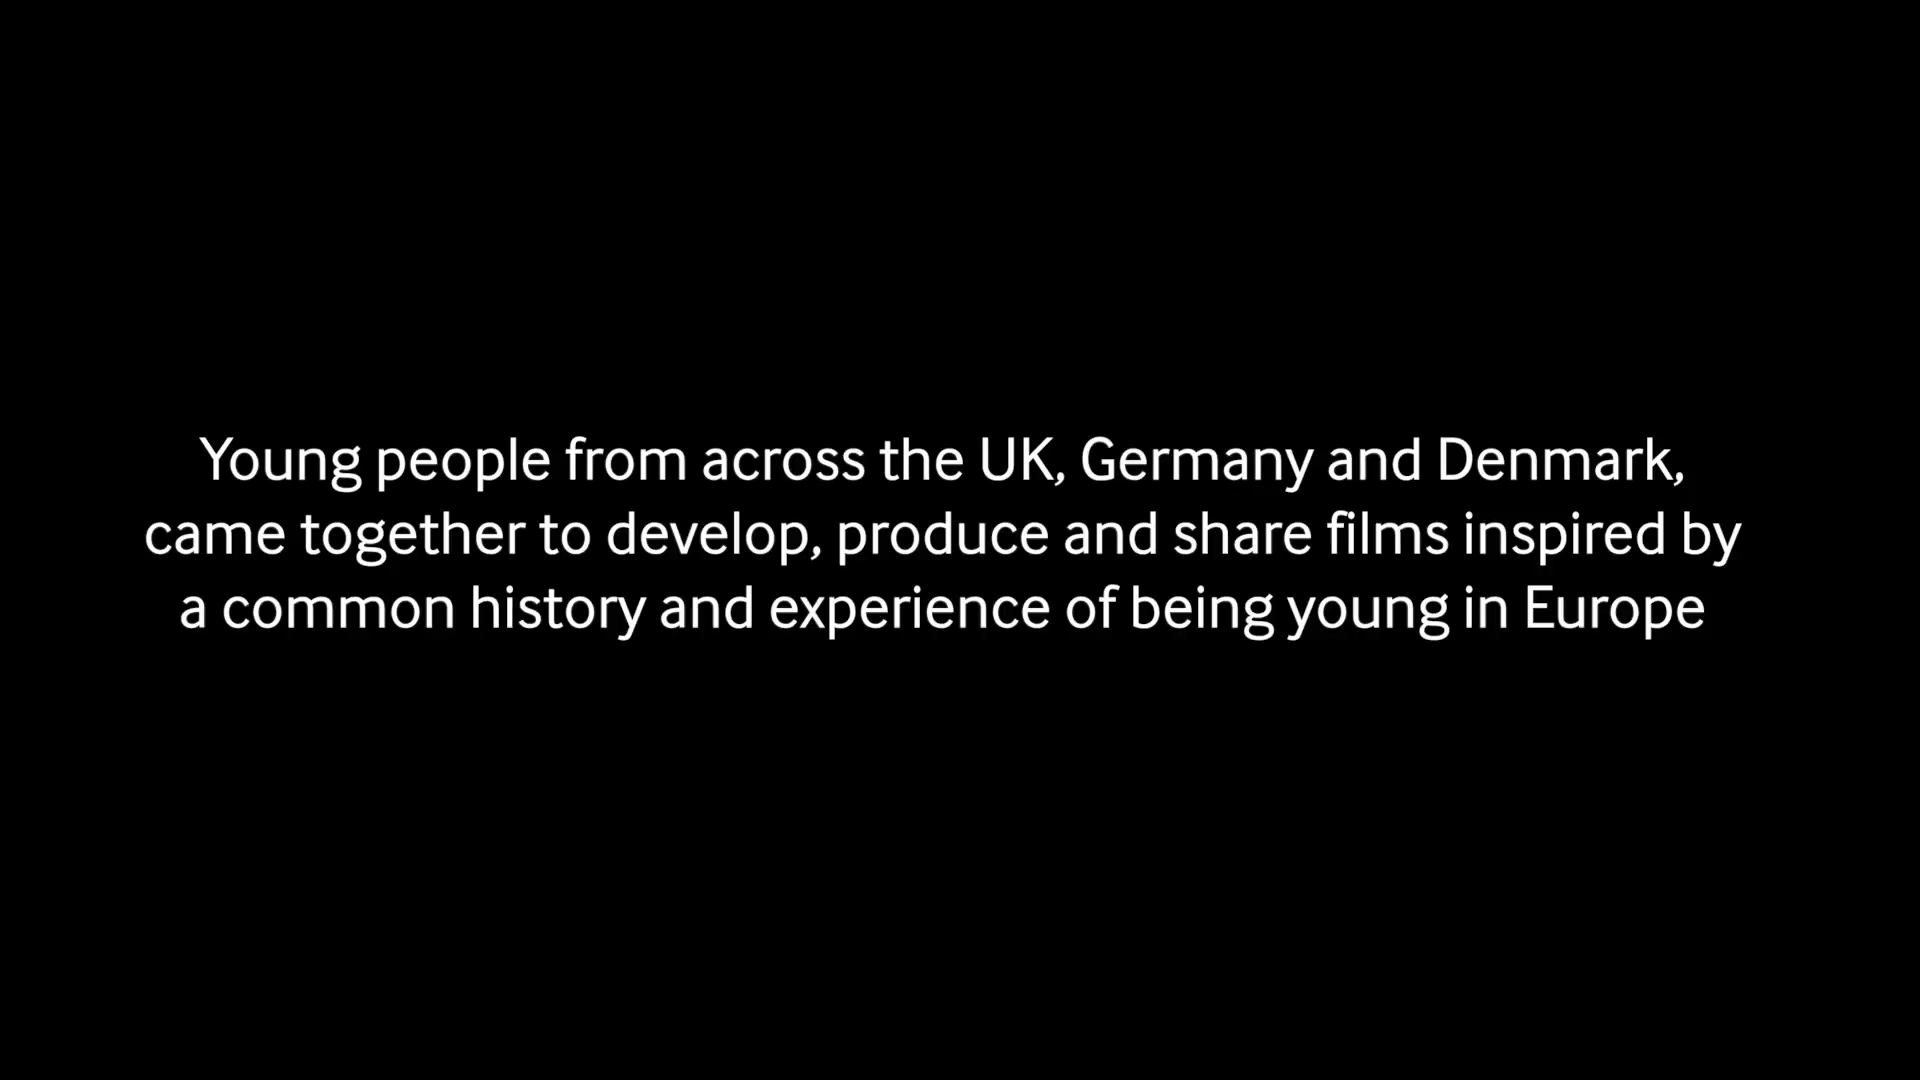 Young people from across the UK, Germany and Denmark,
came together to develop, produce and share films inspired by
a common history and experience of being young in Europe